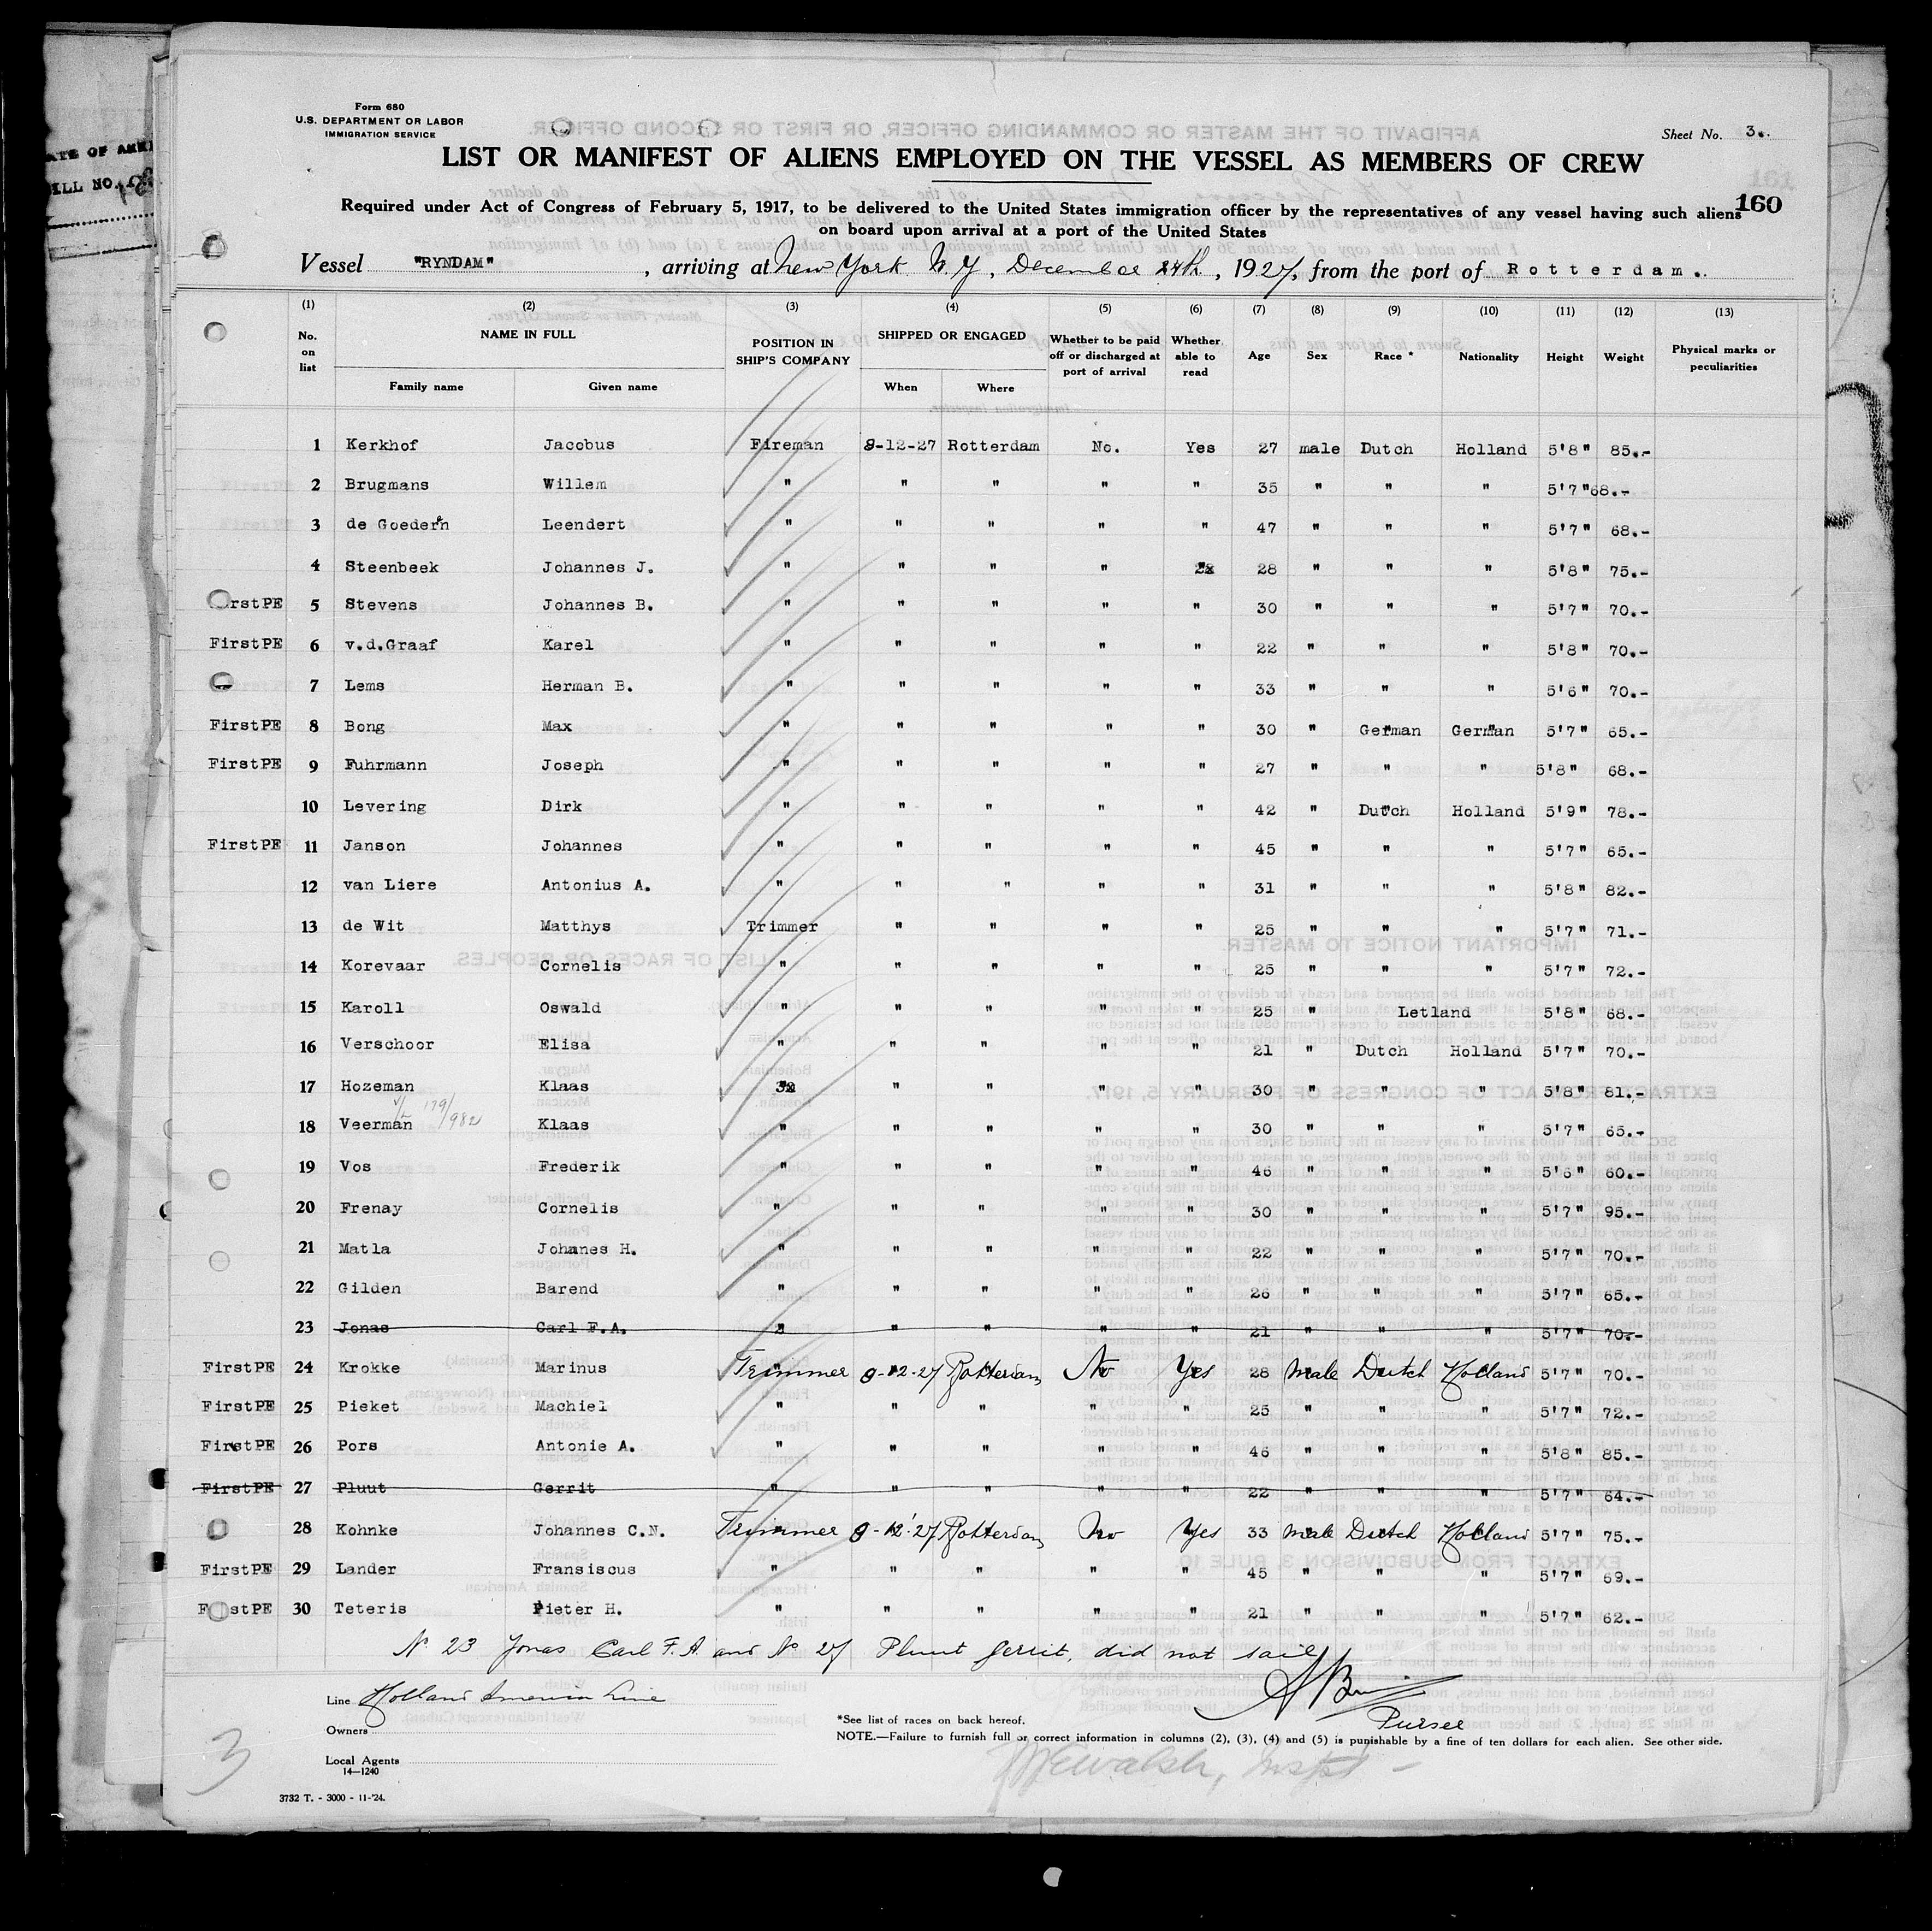 ATE OF ARRI
ILL NO.
Form 680
U.S. DEPARTMENT OR LABOR
IMMIGRATION SERVICE
Sheet No. 3.
LIST OR MANIFEST OF ALIENS EMPLOYED ON THE VESSEL AS MEMBERS OF CREW
160
Required under Act of Congress of February 5, 1917, to be delivered to the United States immigration officer by the representatives of any vessel having such aliens
on board upon arrival at a port of the United States
Vessel "RYNDAM" , arriving at New York N.Y, December 24th , 1927, from the port of Rotterdam.
(1) (2) (3) (4) (5) (6) (7) (8) (9) (10) (11) (12) (13)
No. on list NAME IN FULL Family name Given name POSITION IN SHIP'S COMPANY SHIPPED OR ENGAGED When Where Whether to be paid off or discharged at port of arrival Whether able to read Age Sex Race * Nationality Height Weight Physical marks or peculiarities
1 Kerkhof Jacobus Fireman 8-12-27 Rotterdam No. Yes 27 male Dutch Holland 5'8" 85.-
2 Brugmans Willem " " " " " 35 " " " 5'7" 68.-
3 de Goedern Leendert " " " " " 47 " " " 5'7" 68.-
4 Steenbeek Johannes J. " " " " " 28 " " " 5'8" 75.-
rstPE 5 Stevens Johannes B. " " " " " 30 " " " 5'7" 70.-
FirstPE 6 v.d.Graaf Karel " " " " " 22 " " " 5'8" 70.-
7 Lems Herman B. " " " " " 33 " " " 5'6" 70.-
FirstPE 8 Bong Max " " " " " 30 " German German 5'7" 65.-
FirstPE 9 Fuhrmann Joseph " " " " " 27 " " " 5'8" 68.-
10 Levering Dirk " " " " " 42 " Dutch Holland 5'9" 78.-
FirstPE 11 Janson Johannes " " " " " 45 " " " 5'7" 65.-
12 van Liere Antonius A. " " " " " 31 " " " 5'8" 82.-
13 de Wit Matthys Trimmer " " " " 25 " " " 5'7" 71.-
14 Korevaar Cornelis " " " " " 25 " " " 5'7" 72.-
15 Karoll Oswald " " " " " 25 " Letland 5'8" 68.-
16 Verschoor Elisa " " " " " 21 " Dutch Holland 5'7" 70.-
17 Hozeman Klaas " " " " " 30 " " " 5'8" 81.-
179/982
18 Veerman Klaas " " " " " 30 " " " 5'7" 65.-
19 Vos Frederik " " " " " 46 " " " 5'6" 60.-
20 Frenay Cornelis " " " " " 30 " " " 5'7" 95.-
21 Matla Johanes H. " " " " " 22 " " " 5'7" 70.-
22 Gilden Barend " " " " " 26 " " " 5'7" 65.-
23 Jonas Carl F.A. " " " " " 21 " " " 5'7" 70.-
FirstPE 24 Krokke Marinus Trimmer 8-12-27 Rotterdam No Yes 28 Male Dutch Holland 5'7" 70.-
FirstPE 25 Pieket Machiel " " " " " 25 " " " 5'7" 72.-
FirstPE 26 Pors Antonie A. " " " " " 46 " " " 5'8" 85.-
FirstPE 27 Pluut Gerrit " " " " " 22 " " " 5'7" 64.-
28 Kohnke Johannes C.N. Trimmer 8-12-27 Rotterdam No Yes 33 Male Dutch Holland 5'7" 75.-
FirstPE 29 Lander Fransiscus " " " " " 45 " " " 5'7" 69.-
F stPE 30 Teteris Pieter H. " " " " " 21 " " " 5'7" 62.-
No 23 Jonas Carl F.A. and No 27 Pluut Gerrit, did not sail
Line Holland America Line
Purser
Owners
*See list of races on back hereof.
NOTE.—Failure to furnish full or correct information in columns (2), (3), (4) and (5) is punishable by a fine of ten dollars for each alien. See other side.
Local Agents
14—1240
3
Walsh, Inspt -
3732 T. - 3000 - 11-'24.